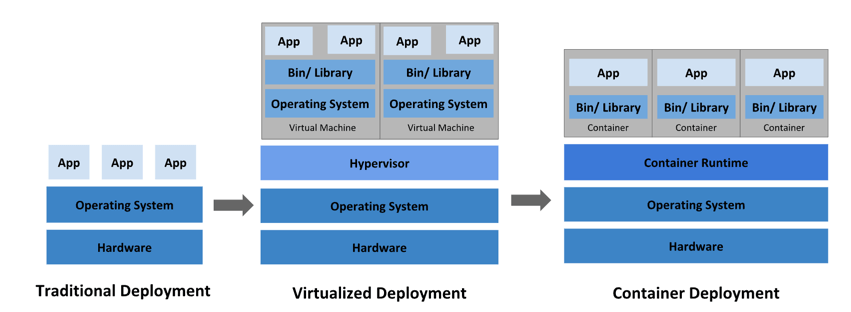 App App App
Operating System
Hardware
Traditional Deployment
App App App App
Bin/ Library Bin/ Library
Operating System Operating System
Virtual Machine Virtual Machine
Hypervisor
Operating System
Hardware
Virtualized Deployment
App App App
Bin/ Library Bin/ Library Bin/ Library
Container Container Container
Container Runtime
Operating System
Hardware
Container Deployment